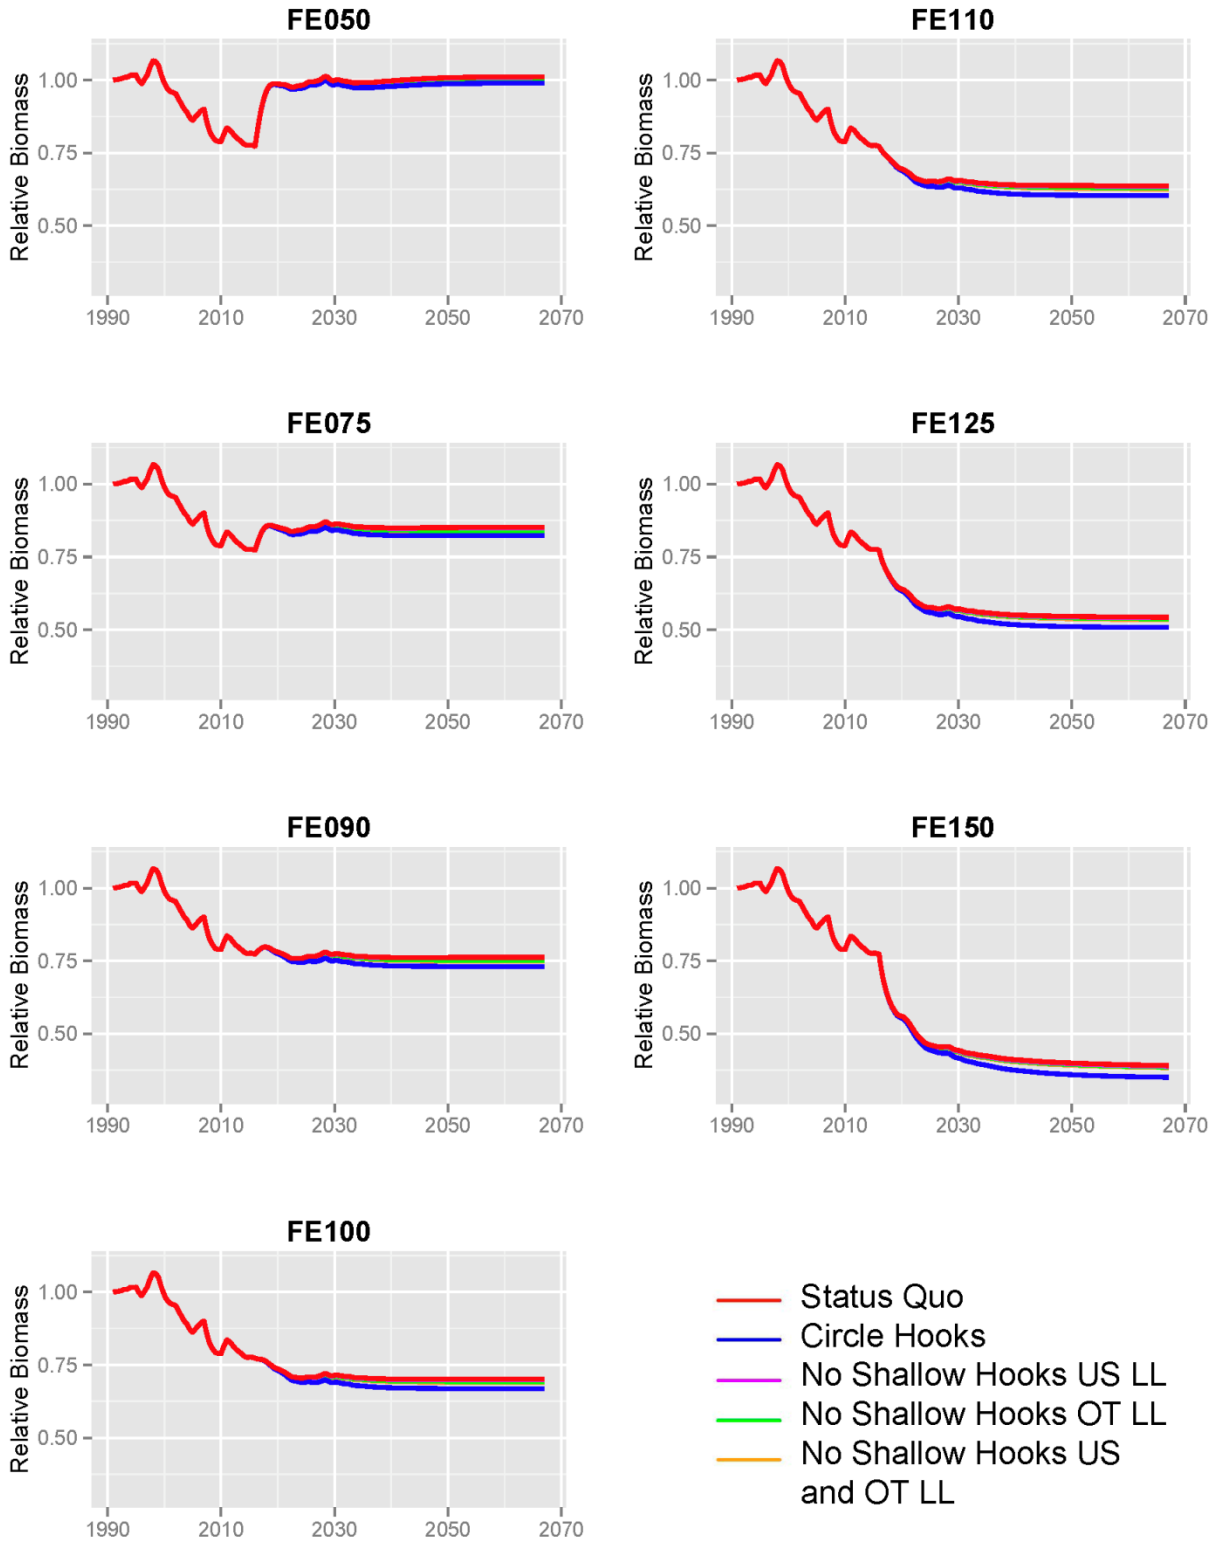 FE050
Relative Biomass
1.00
0.75
0.50
1990 2010 2030 2050 2070
FE110
Relative Biomass
1.00
0.75
0.50
1990 2010 2030 2050 2070
FE075
Relative Biomass
1.00
0.75
0.50
1990 2010 2030 2050 2070
FE125
Relative Biomass
1.00
0.75
0.50
1990 2010 2030 2050 2070
FE090
Relative Biomass
1.00
0.75
0.50
1990 2010 2030 2050 2070
FE150
Relative Biomass
1.00
0.75
0.50
1990 2010 2030 2050 2070
FE100
Relative Biomass
1.00
0.75
0.50
1990 2010 2030 2050 2070
Status Quo
Circle Hooks
No Shallow Hooks US LL
No Shallow Hooks OT LL
No Shallow Hooks US
and OT LL